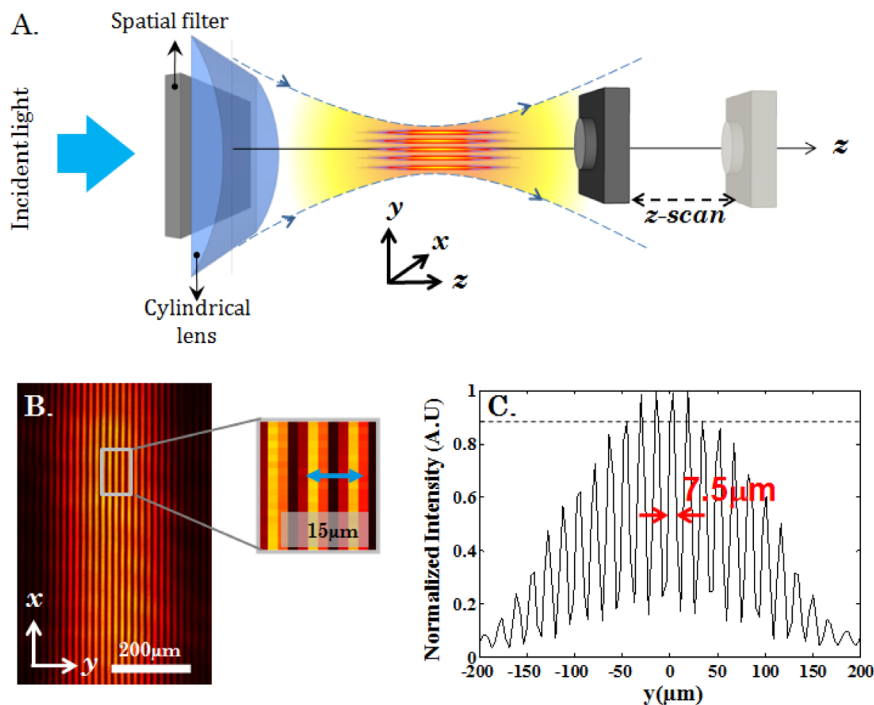 A.
Spatial filter
Incident light
z
z-scan
y
x
z
Cylindrical
lens
B.
15µm
x
y
200µm
C.
Normalized Intensity (A.U)
1
0.8
0.6
0.4
0.2
0
7.5µm
-200 -150 -100 -50 0 50 100 150 200
y(µm)